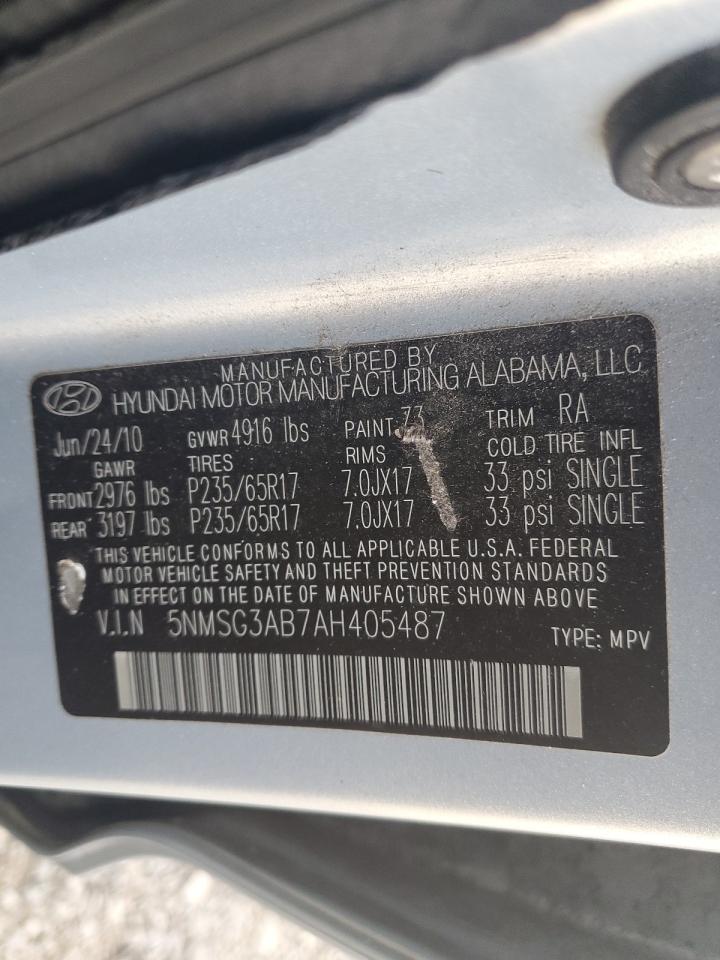 MANUFACTURED BY
HYUNDAI MOTOR MANUFACTURING ALABAMA, LLC
Jun/24/10 GVWR 4916 lbs PAINT 73 TRIM RA
GAWR TIRES RIMS COLD TIRE INFL
FRONT 2976 lbs P235/65R17 7.0JX17 33 psi SINGLE
REAR 3197 lbs P235/65R17 7.0JX17 33 psi SINGLE
THIS VEHICLE CONFORMS TO ALL APPLICABLE U.S.A. FEDERAL
MOTOR VEHICLE SAFETY AND THEFT PREVENTION STANDARDS
IN EFFECT ON THE DATE OF MANUFACTURE SHOWN ABOVE
V.I.N 5NMSG3AB7AH405487 TYPE: MPV